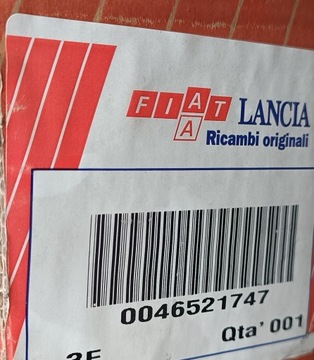 FIAT LANCIA
A
Ricambi originali
0046521747
Qta' 001